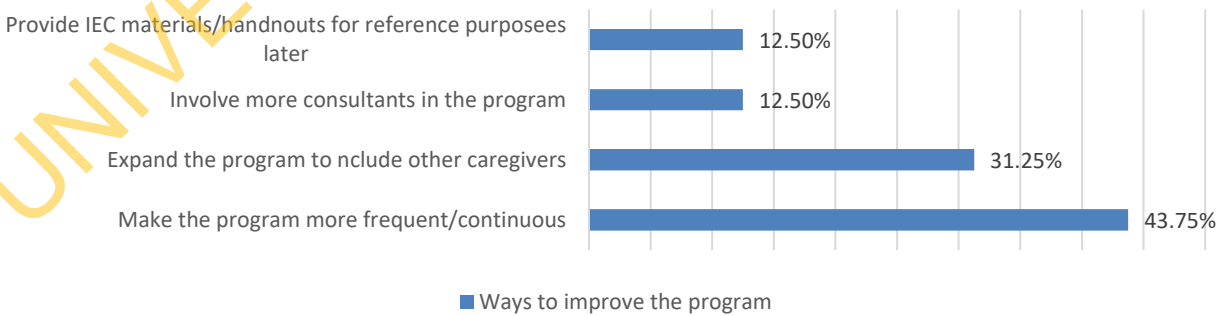 Provide IEC materials/handouts for reference purposees
later
12.50%
Involve more consultants in the program
12.50%
Expand the program to nclude other caregivers
31.25%
Make the program more frequent/continuous
43.75%
Ways to improve the program
UNIVE